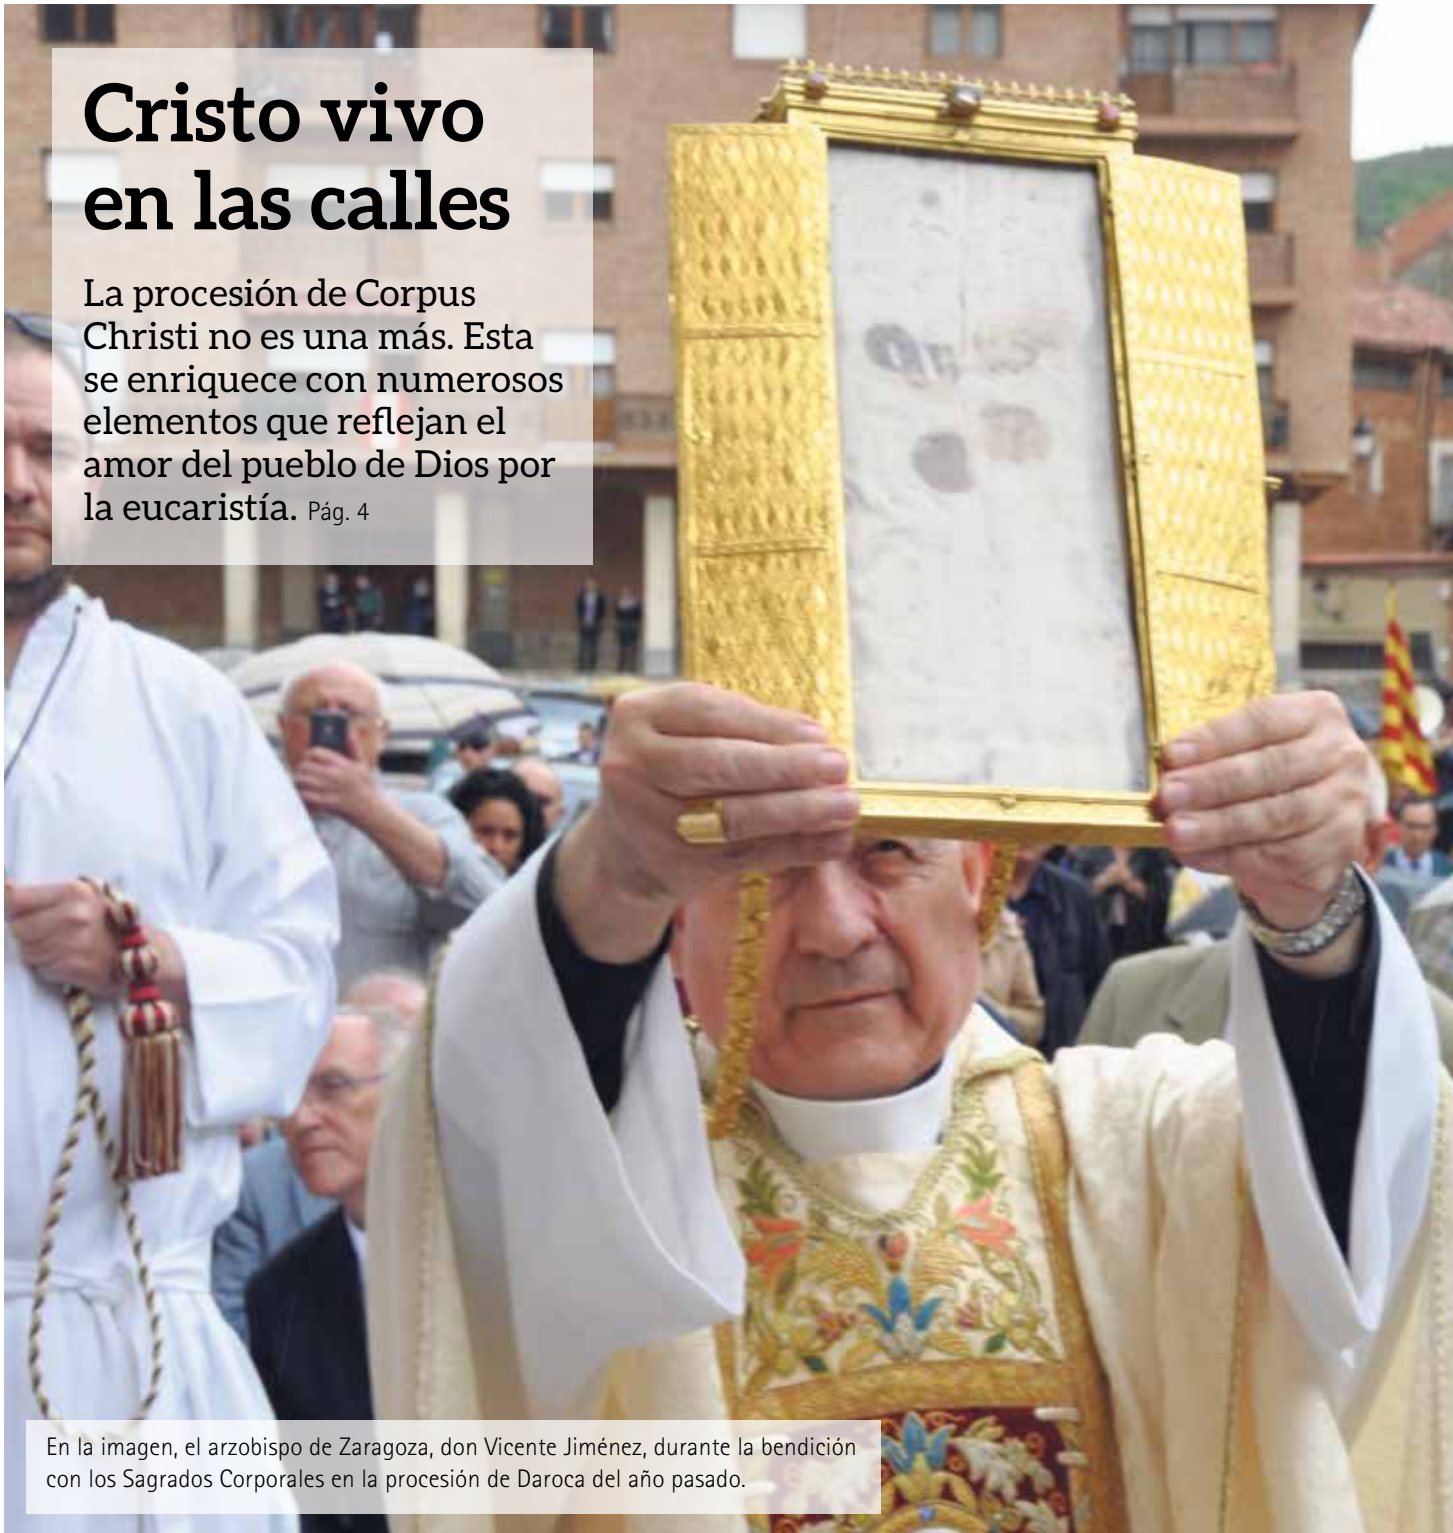 Cristo vivo
en las calles
La procesión de Corpus
Christi no es una más. Esta
se enriquece con numerosos
elementos que reflejan el
amor del pueblo de Dios por
la eucaristía. Pág. 4
En la imagen, el arzobispo de Zaragoza, don Vicente Jiménez, durante la bendición
con los Sagrados Corporales en la procesión de Daroca del año pasado.